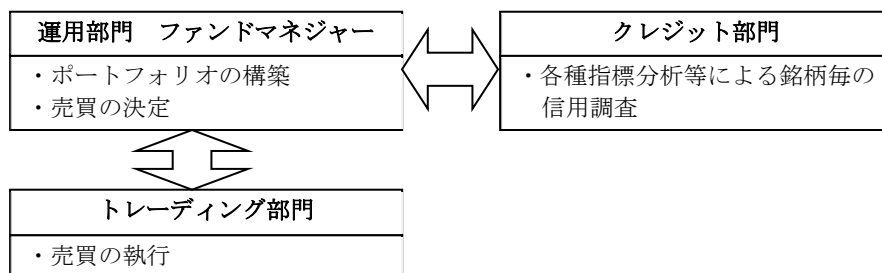 運用部門　ファンドマネジャー
・ポートフォリオの構築
・売買の決定
クレジット部門
・各種指標分析等による銘柄毎の
信用調査
トレーディング部門
・売買の執行